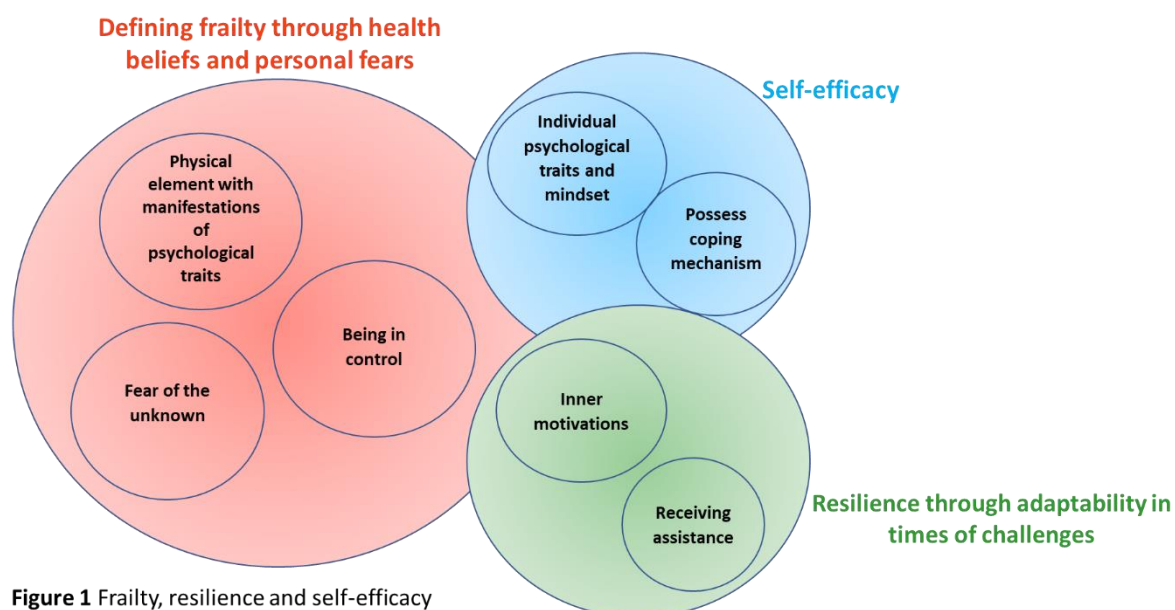 Defining frailty through health
beliefs and personal fears
Physical
element with
manifestations
of
psychological
traits
Being in
control
Fear of the
unknown
Self-efficacy
Individual
psychological
traits and
mindset
Possess
coping
mechanism
Inner
motivations
Receiving
assistance
Resilience through adaptability in
times of challenges
Figure 1 Frailty, resilience and self-efficacy